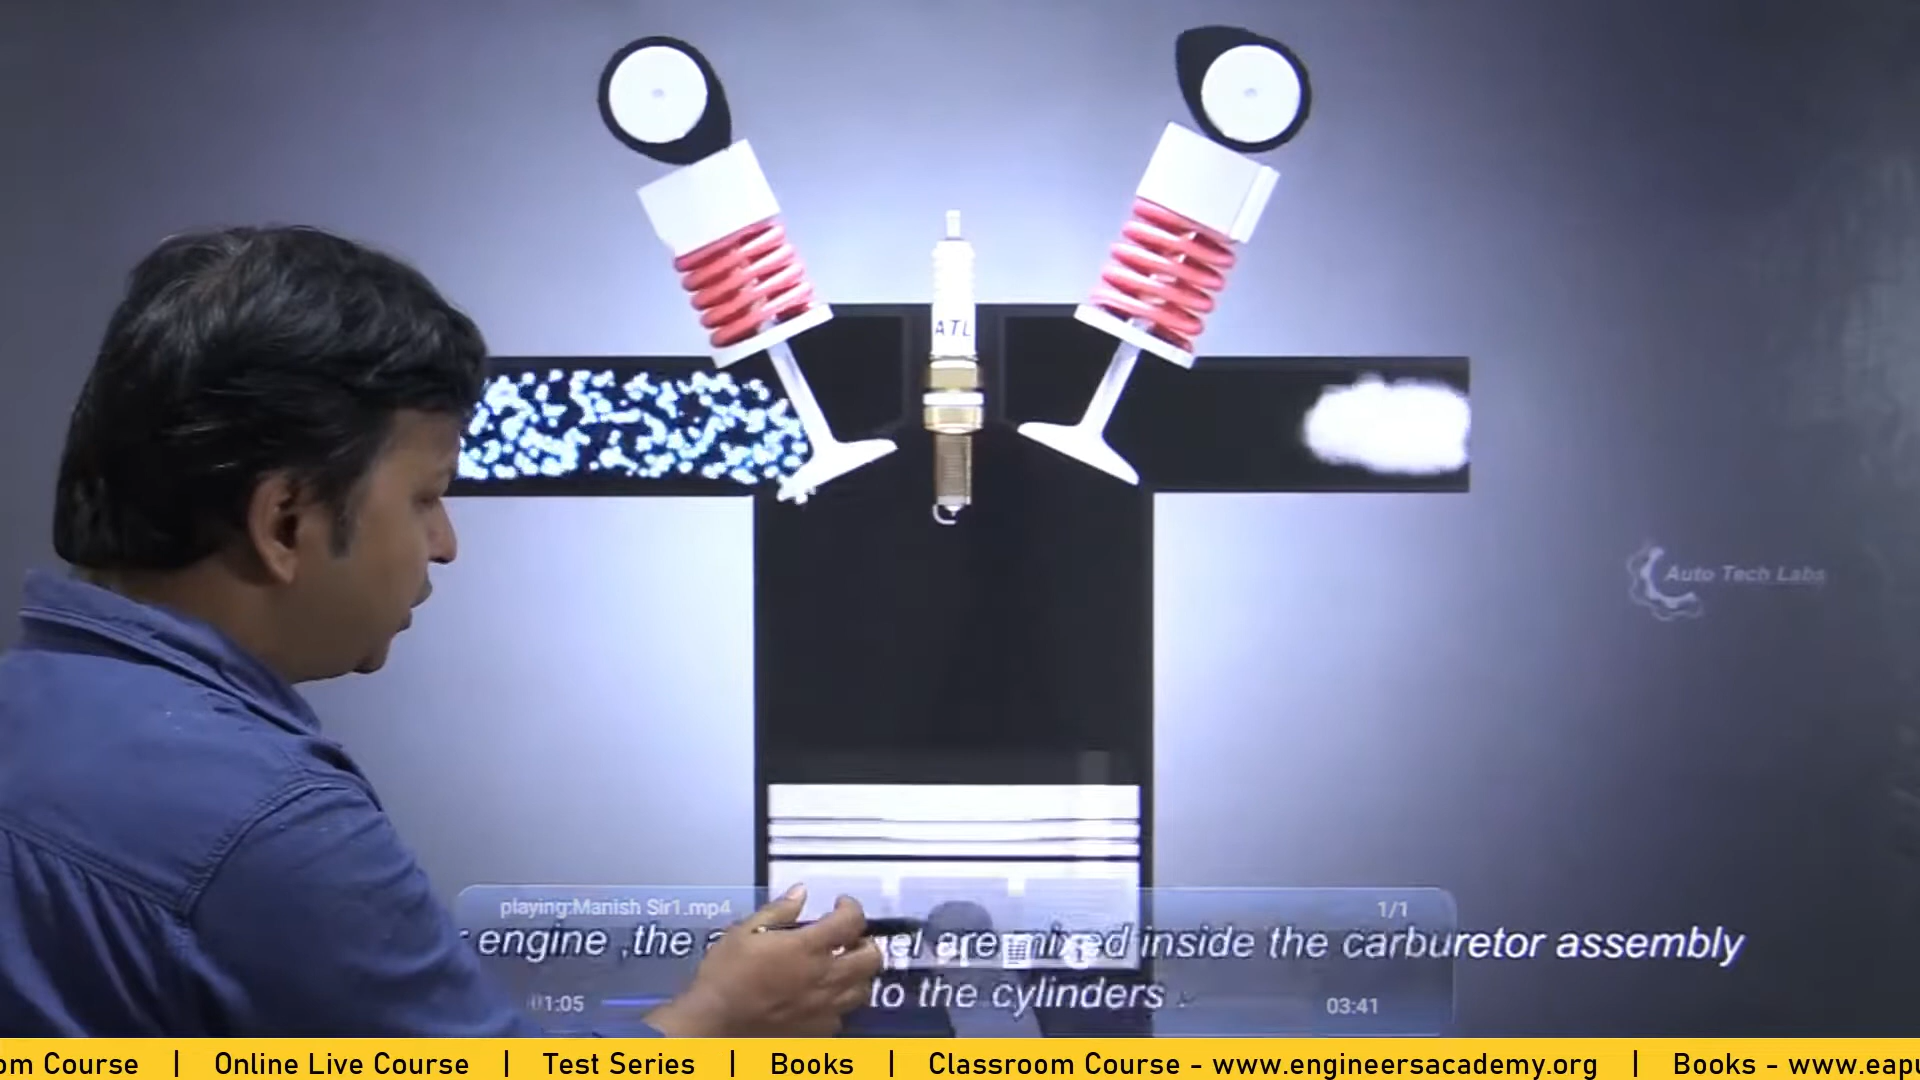 ATL
Auto Tech Labs
playing:Manish Sir1.mp4
1/1
engine ,the are mixed inside the carburetor assembly
to the cylinders .
1:05
03:41
om Course | Online Live Course | Test Series | Books | Classroom Course - www.engineersacademy.org | Books - www.eapu